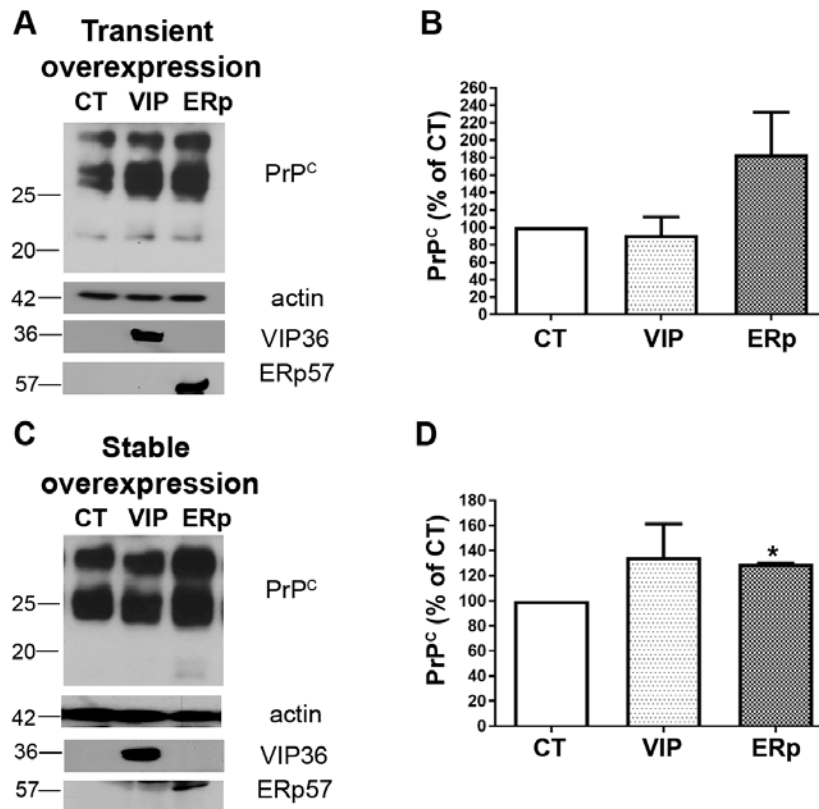 A
Transient
overexpression
CT VIP ERp
PrPᶜ
25
20
42 actin
36 VIP36
57 ERp57
B
PrPᶜ (% of CT)
260
240
220
200
180
160
140
120
100
80
60
40
20
0
CT VIP ERp
C
Stable
overexpression
CT VIP ERp
PrPᶜ
25
20
42 actin
36 VIP36
57 ERp57
D
PrPᶜ (% of CT)
180
160
140
120
100
80
60
40
20
0
*
CT VIP ERp